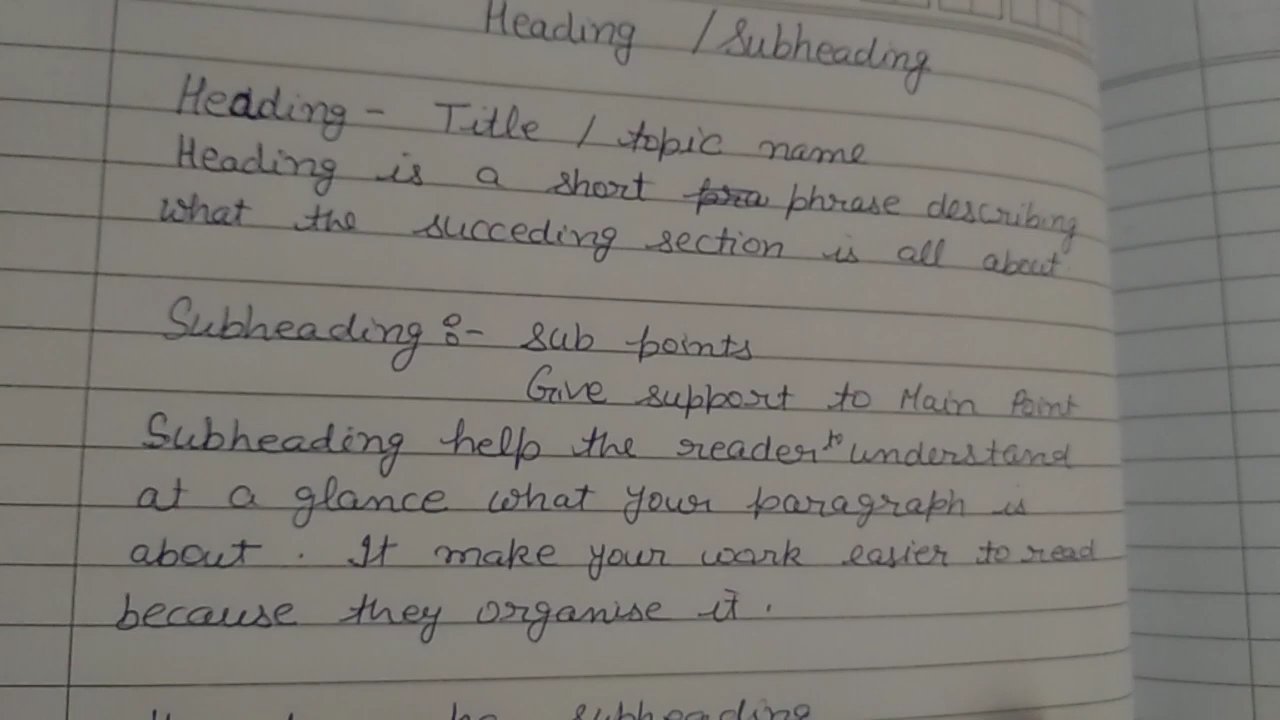 Heading / Subheading
Heading - Title / topic name
Heading is a short phrase describing
what the succeding section is all about
Subheading :- sub points
Give support to Main Point
Subheading help the reader to understand
at a glance what your paragraph is
about. It make your work easier to read
because they organise it.
subheading